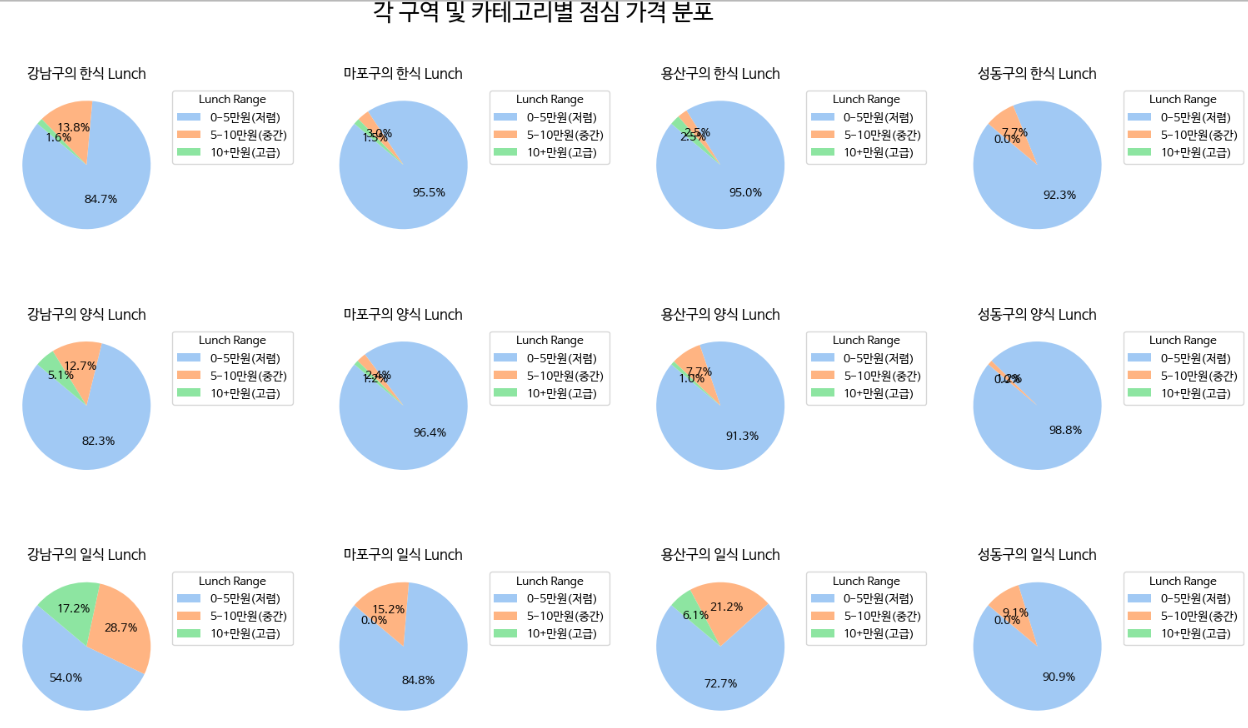 각 구역 및 카테고리별 점심 가격 분포
강남구의 한식 Lunch
Lunch Range
0-5만원(저렴)
5-10만원(중간)
10+만원(고급)
13.8%
1.6%
84.7%
마포구의 한식 Lunch
Lunch Range
0-5만원(저렴)
5-10만원(중간)
10+만원(고급)
3.0%
1.5%
95.5%
용산구의 한식 Lunch
Lunch Range
0-5만원(저렴)
5-10만원(중간)
10+만원(고급)
2.5%
2.5%
95.0%
성동구의 한식 Lunch
Lunch Range
0-5만원(저렴)
5-10만원(중간)
10+만원(고급)
7.7%
0.0%
92.3%
강남구의 양식 Lunch
Lunch Range
0-5만원(저렴)
5-10만원(중간)
10+만원(고급)
12.7%
5.1%
82.3%
마포구의 양식 Lunch
Lunch Range
0-5만원(저렴)
5-10만원(중간)
10+만원(고급)
2.4%
1.2%
96.4%
용산구의 양식 Lunch
Lunch Range
0-5만원(저렴)
5-10만원(중간)
10+만원(고급)
7.7%
1.0%
91.3%
성동구의 양식 Lunch
Lunch Range
0-5만원(저렴)
5-10만원(중간)
10+만원(고급)
1.2%
0.0%
98.8%
강남구의 일식 Lunch
Lunch Range
0-5만원(저렴)
5-10만원(중간)
10+만원(고급)
17.2%
28.7%
54.0%
마포구의 일식 Lunch
Lunch Range
0-5만원(저렴)
5-10만원(중간)
10+만원(고급)
15.2%
0.0%
84.8%
용산구의 일식 Lunch
Lunch Range
0-5만원(저렴)
5-10만원(중간)
10+만원(고급)
21.2%
6.1%
72.7%
성동구의 일식 Lunch
Lunch Range
0-5만원(저렴)
5-10만원(중간)
10+만원(고급)
9.1%
0.0%
90.9%